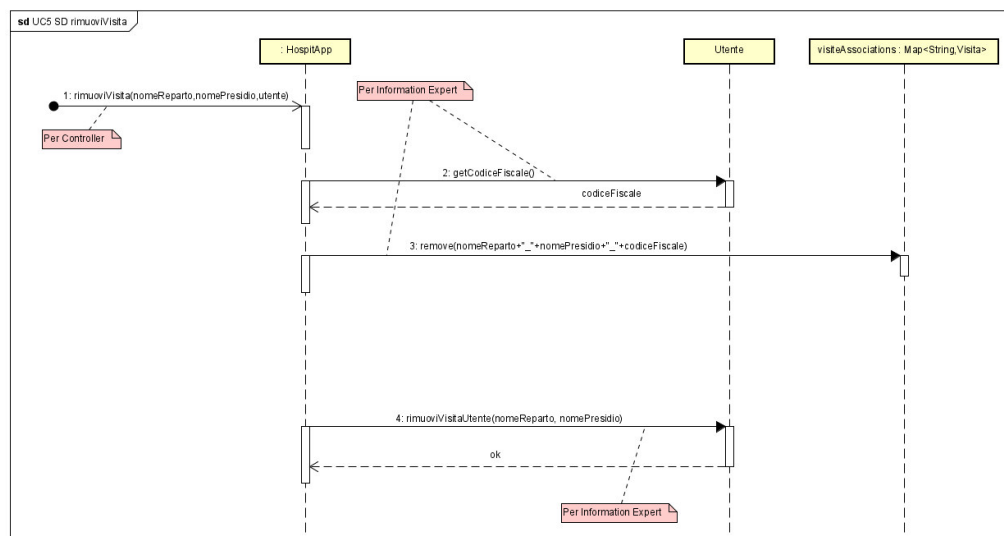 sd UC5 SD rimuoviVisita
: HospitApp
Utente
visiteAssociations : Map<String,Visita>
Per Information Expert
1: rimuoviVisita(nomeReparto,nomePresidio,utente)
Per Controller
2: getCodiceFiscale()
codiceFiscale
3: remove(nomeReparto+"_"+nomePresidio+"_"+codiceFiscale)
4: rimuoviVisitaUtente(nomeReparto, nomePresidio)
ok
Per Information Expert